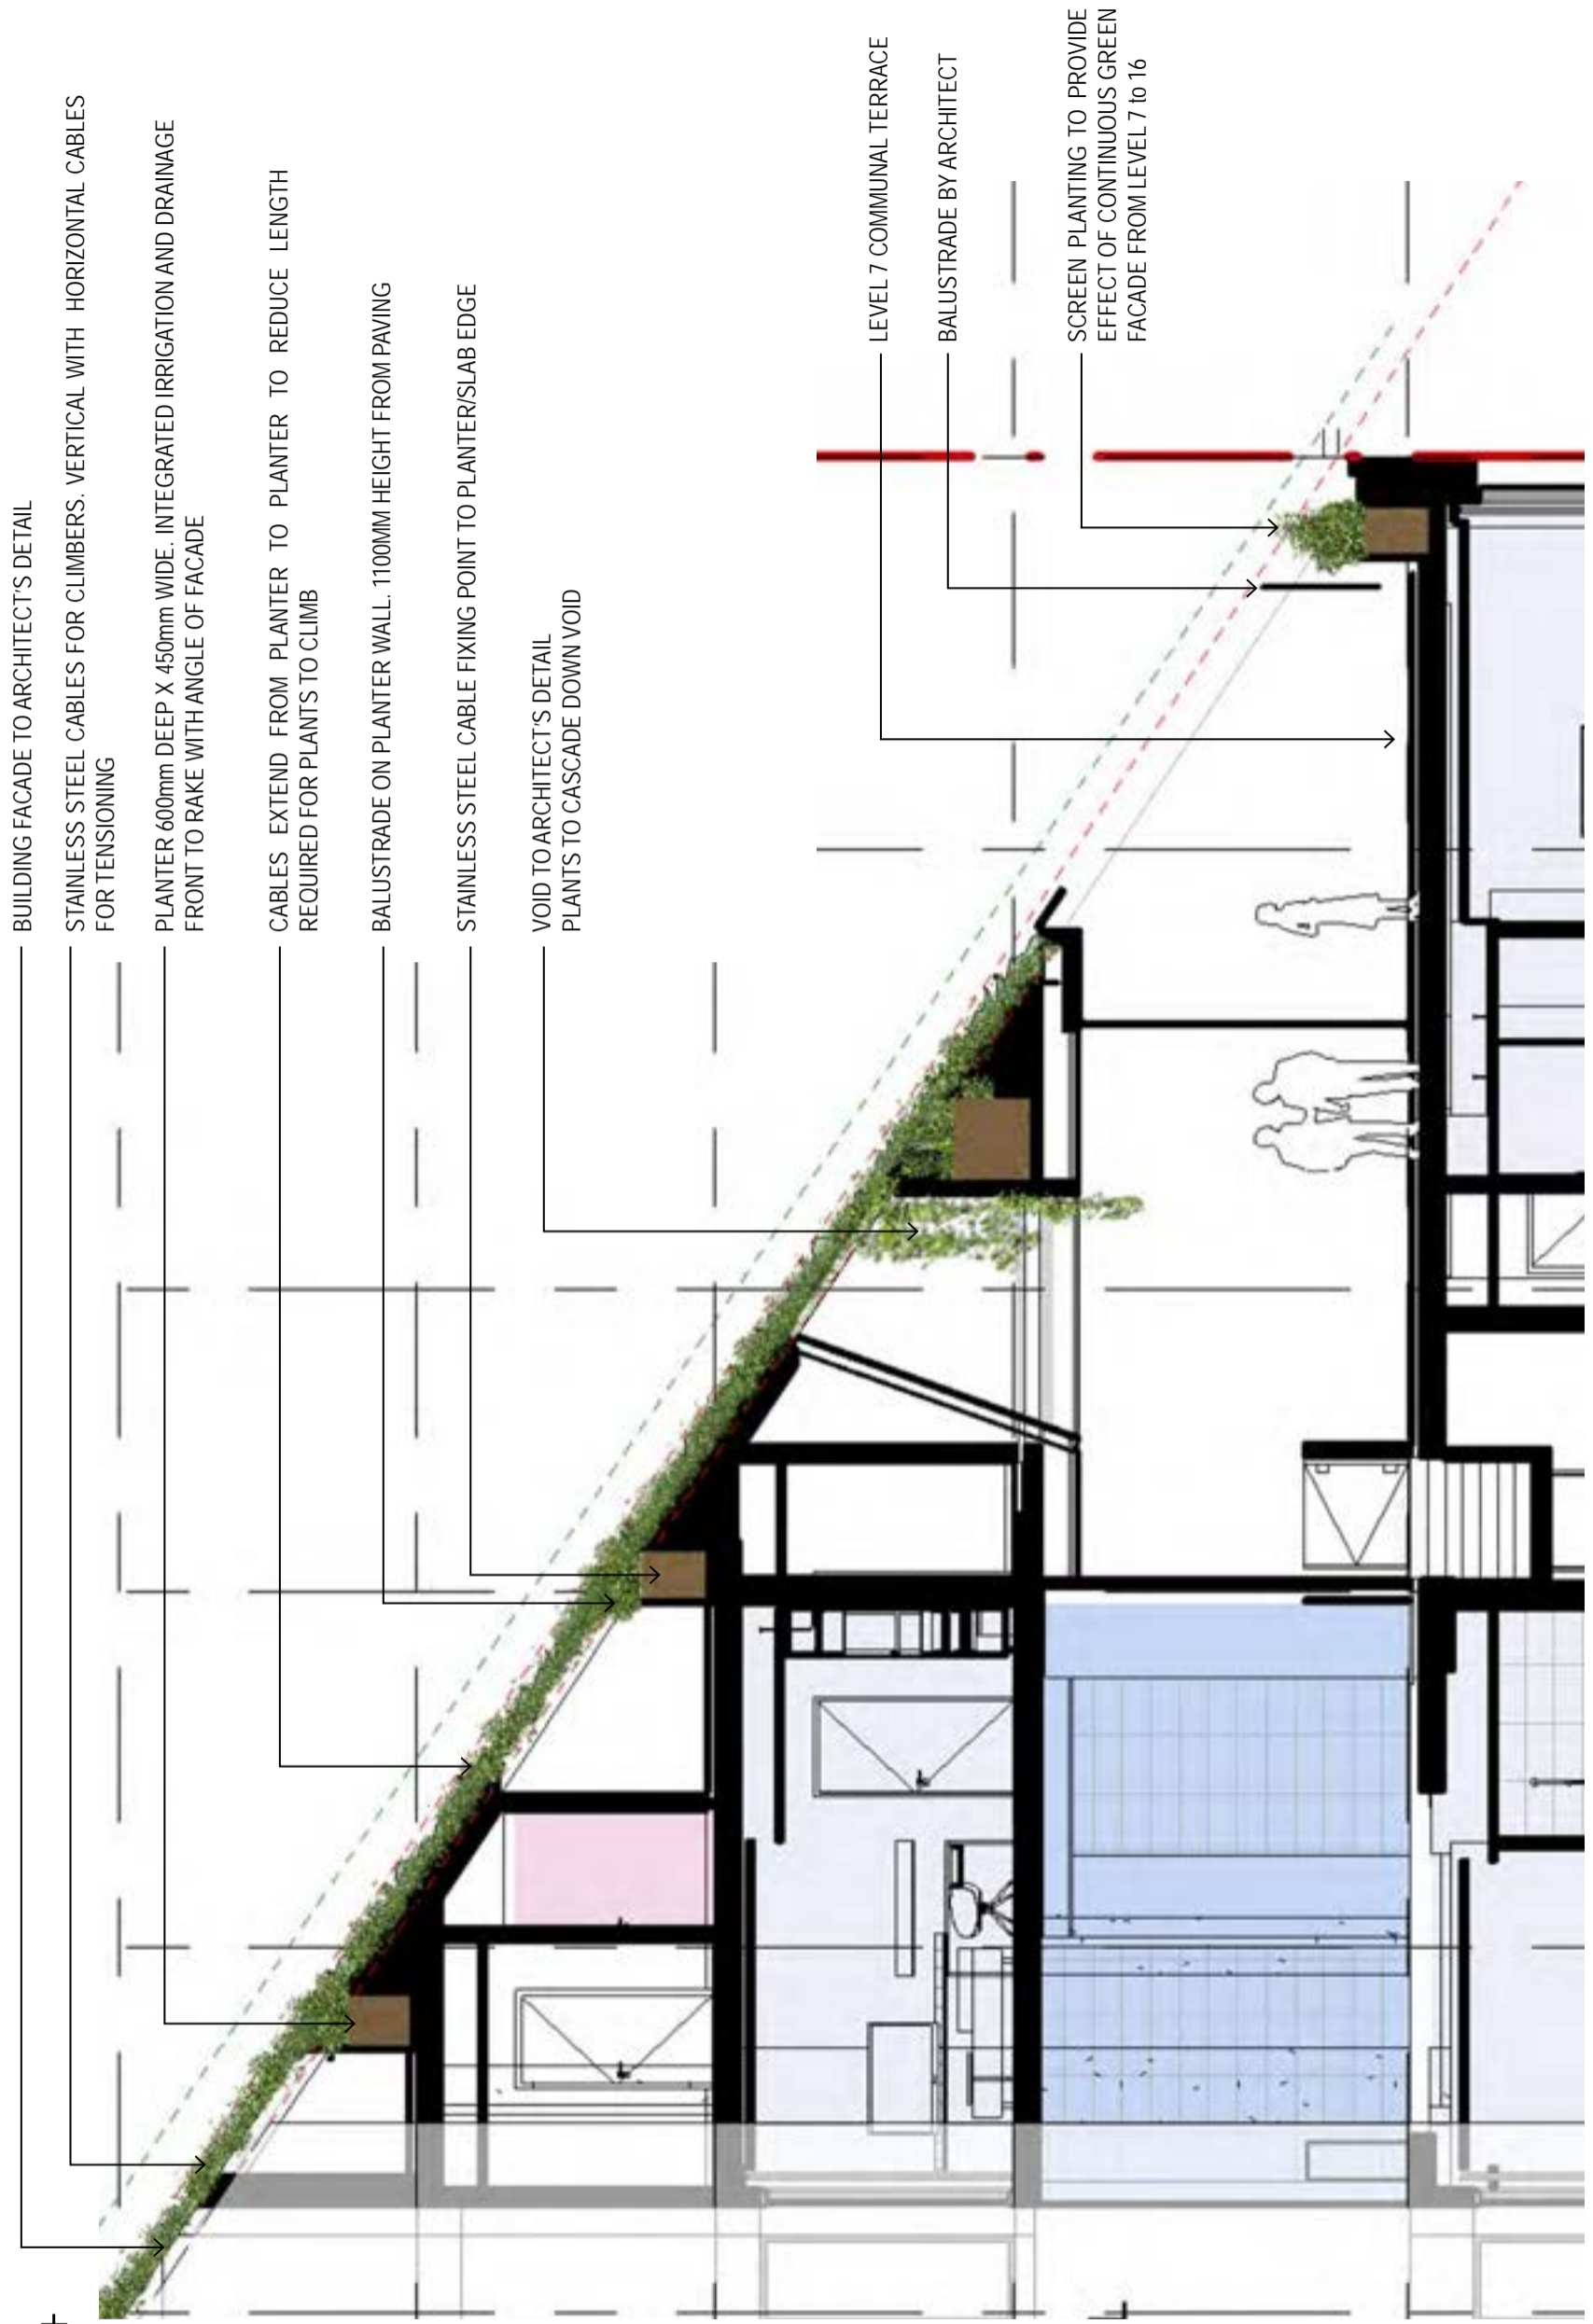 BUILDING FACADE TO ARCHITECT'S DETAIL
STAINLESS STEEL CABLES FOR CLIMBERS. VERTICAL WITH HORIZONTAL CABLES
FOR TENSIONING
PLANTER 600mm DEEP X 450mm WIDE. INTEGRATED IRRIGATION AND DRAINAGE
FRONT TO RAKE WITH ANGLE OF FACADE
CABLES EXTEND FROM PLANTER TO PLANTER TO REDUCE LENGTH
REQUIRED FOR PLANTS TO CLIMB
BALUSTRADE ON PLANTER WALL. 1100MM HEIGHT FROM PAVING
STAINLESS STEEL CABLE FIXING POINT TO PLANTER/SLAB EDGE
VOID TO ARCHITECT'S DETAIL
PLANTS TO CASCADE DOWN VOID
LEVEL 7 COMMUNAL TERRACE
BALUSTRADE BY ARCHITECT
SCREEN PLANTING TO PROVIDE
EFFECT OF CONTINUOUS GREEN
FACADE FROM LEVEL 7 to 16